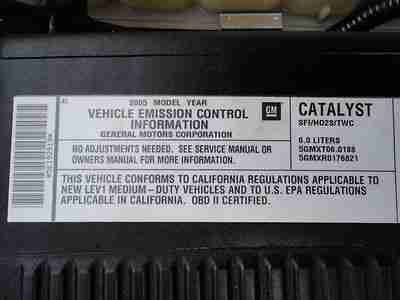 2005 MODEL YEAR
VEHICLE EMISSION CONTROL
INFORMATION
GENERAL MOTORS CORPORATION
GM
NO ADJUSTMENTS NEEDED. SEE SERVICE MANUAL OR
OWNERS MANUAL FOR MORE INFORMATION.
CATALYST
SFI/HO2S/TWC
6.0 LITERS
5GMXT06.0188
5GMXR0176821
THIS VEHICLE CONFORMS TO CALIFORNIA REGULATIONS APPLICABLE TO
NEW LEV1 MEDIUM-DUTY VEHICLES AND TO U.S. EPA REGULATIONS
APPLICABLE IN CALIFORNIA. OBD II CERTIFIED.